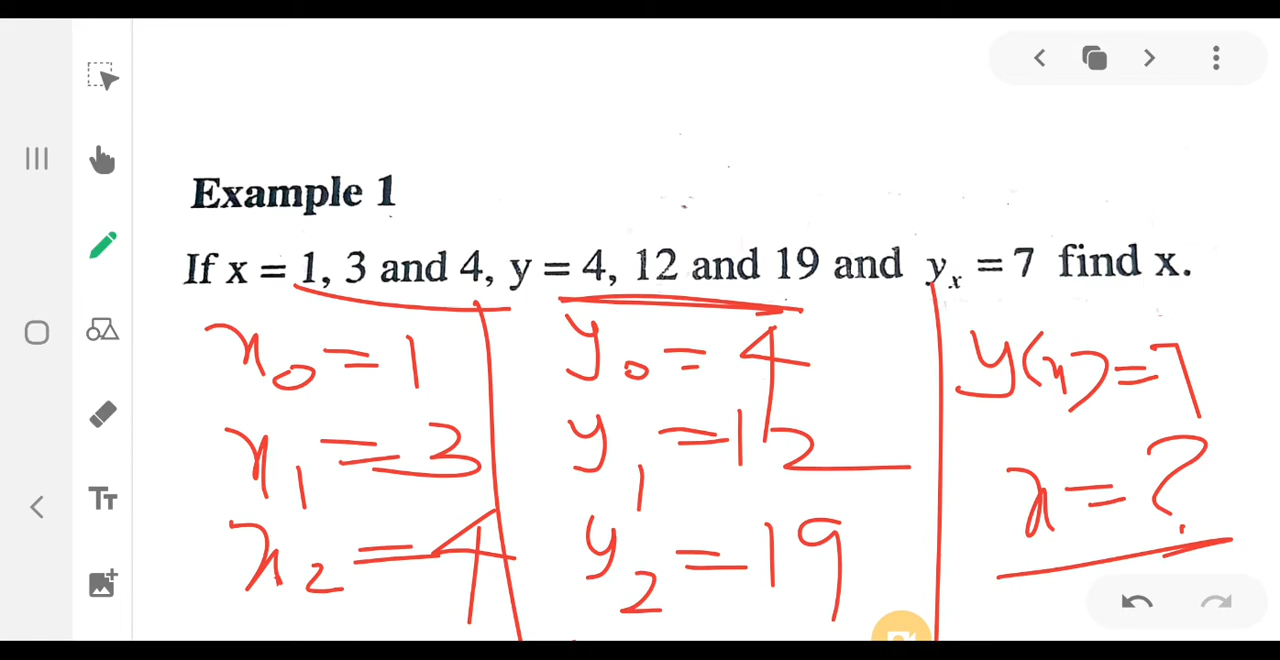 Example 1
If x = 1, 3 and 4, y = 4, 12 and 19 and yₓ = 7 find x.
x₀ = 1 y₀ = 4 y(x) = 7
x₁ = 3 y₁ = 12 x = ?
x₂ = 4 y₂ = 19
Tт